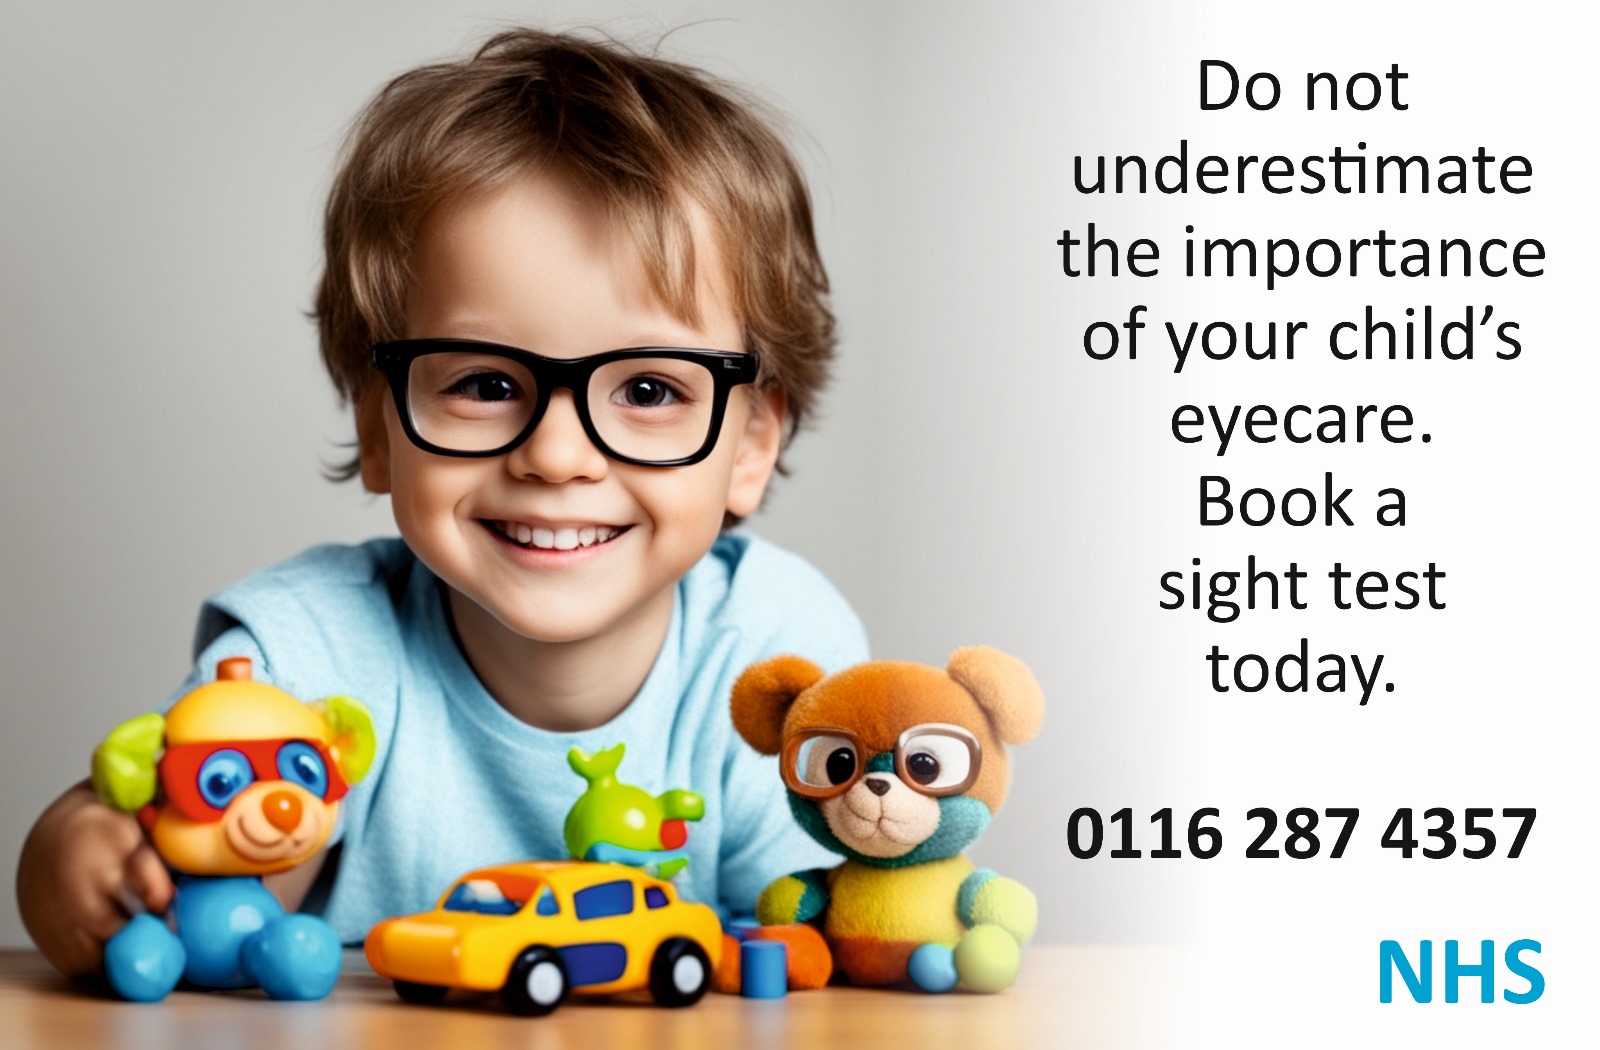 Do not
underestimate
the importance
of your child’s
eyecare.
Book a
sight test
today.
0116 287 4357
NHS